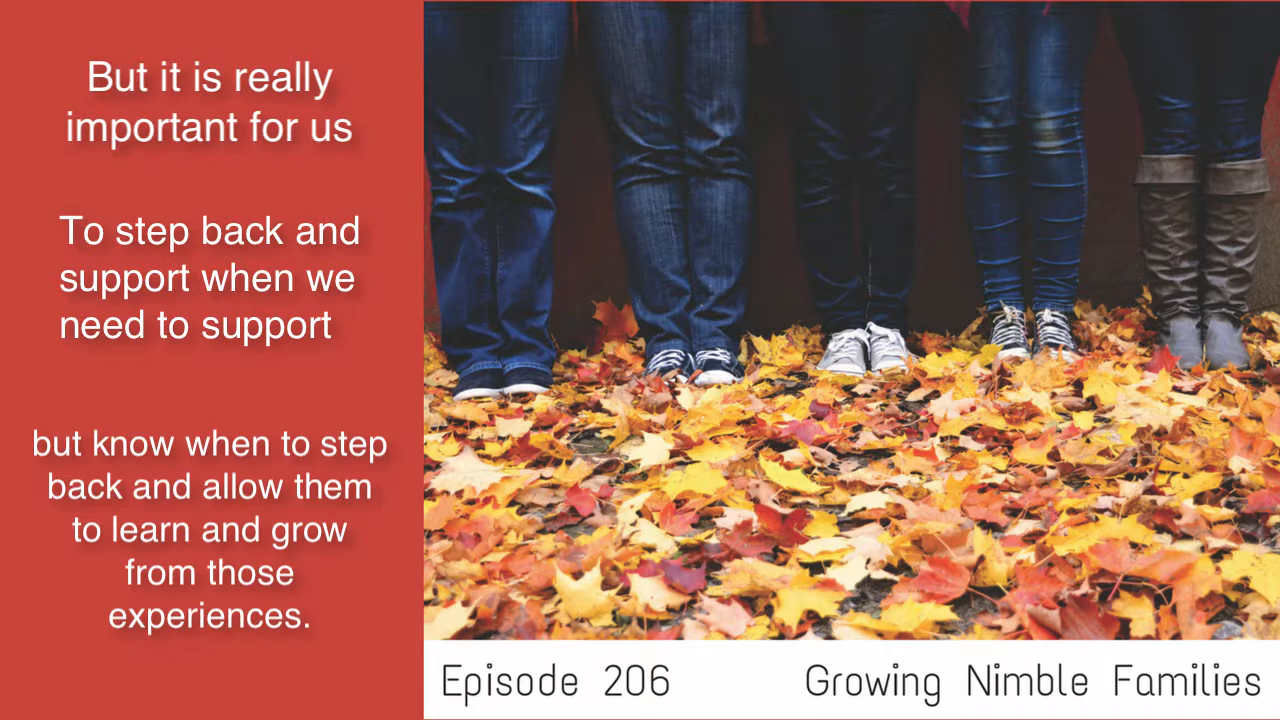 But it is really
important for us
To step back and
support when we
need to support
but know when to step
back and allow them
to learn and grow
from those
experiences.
Episode 206
Growing Nimble Families